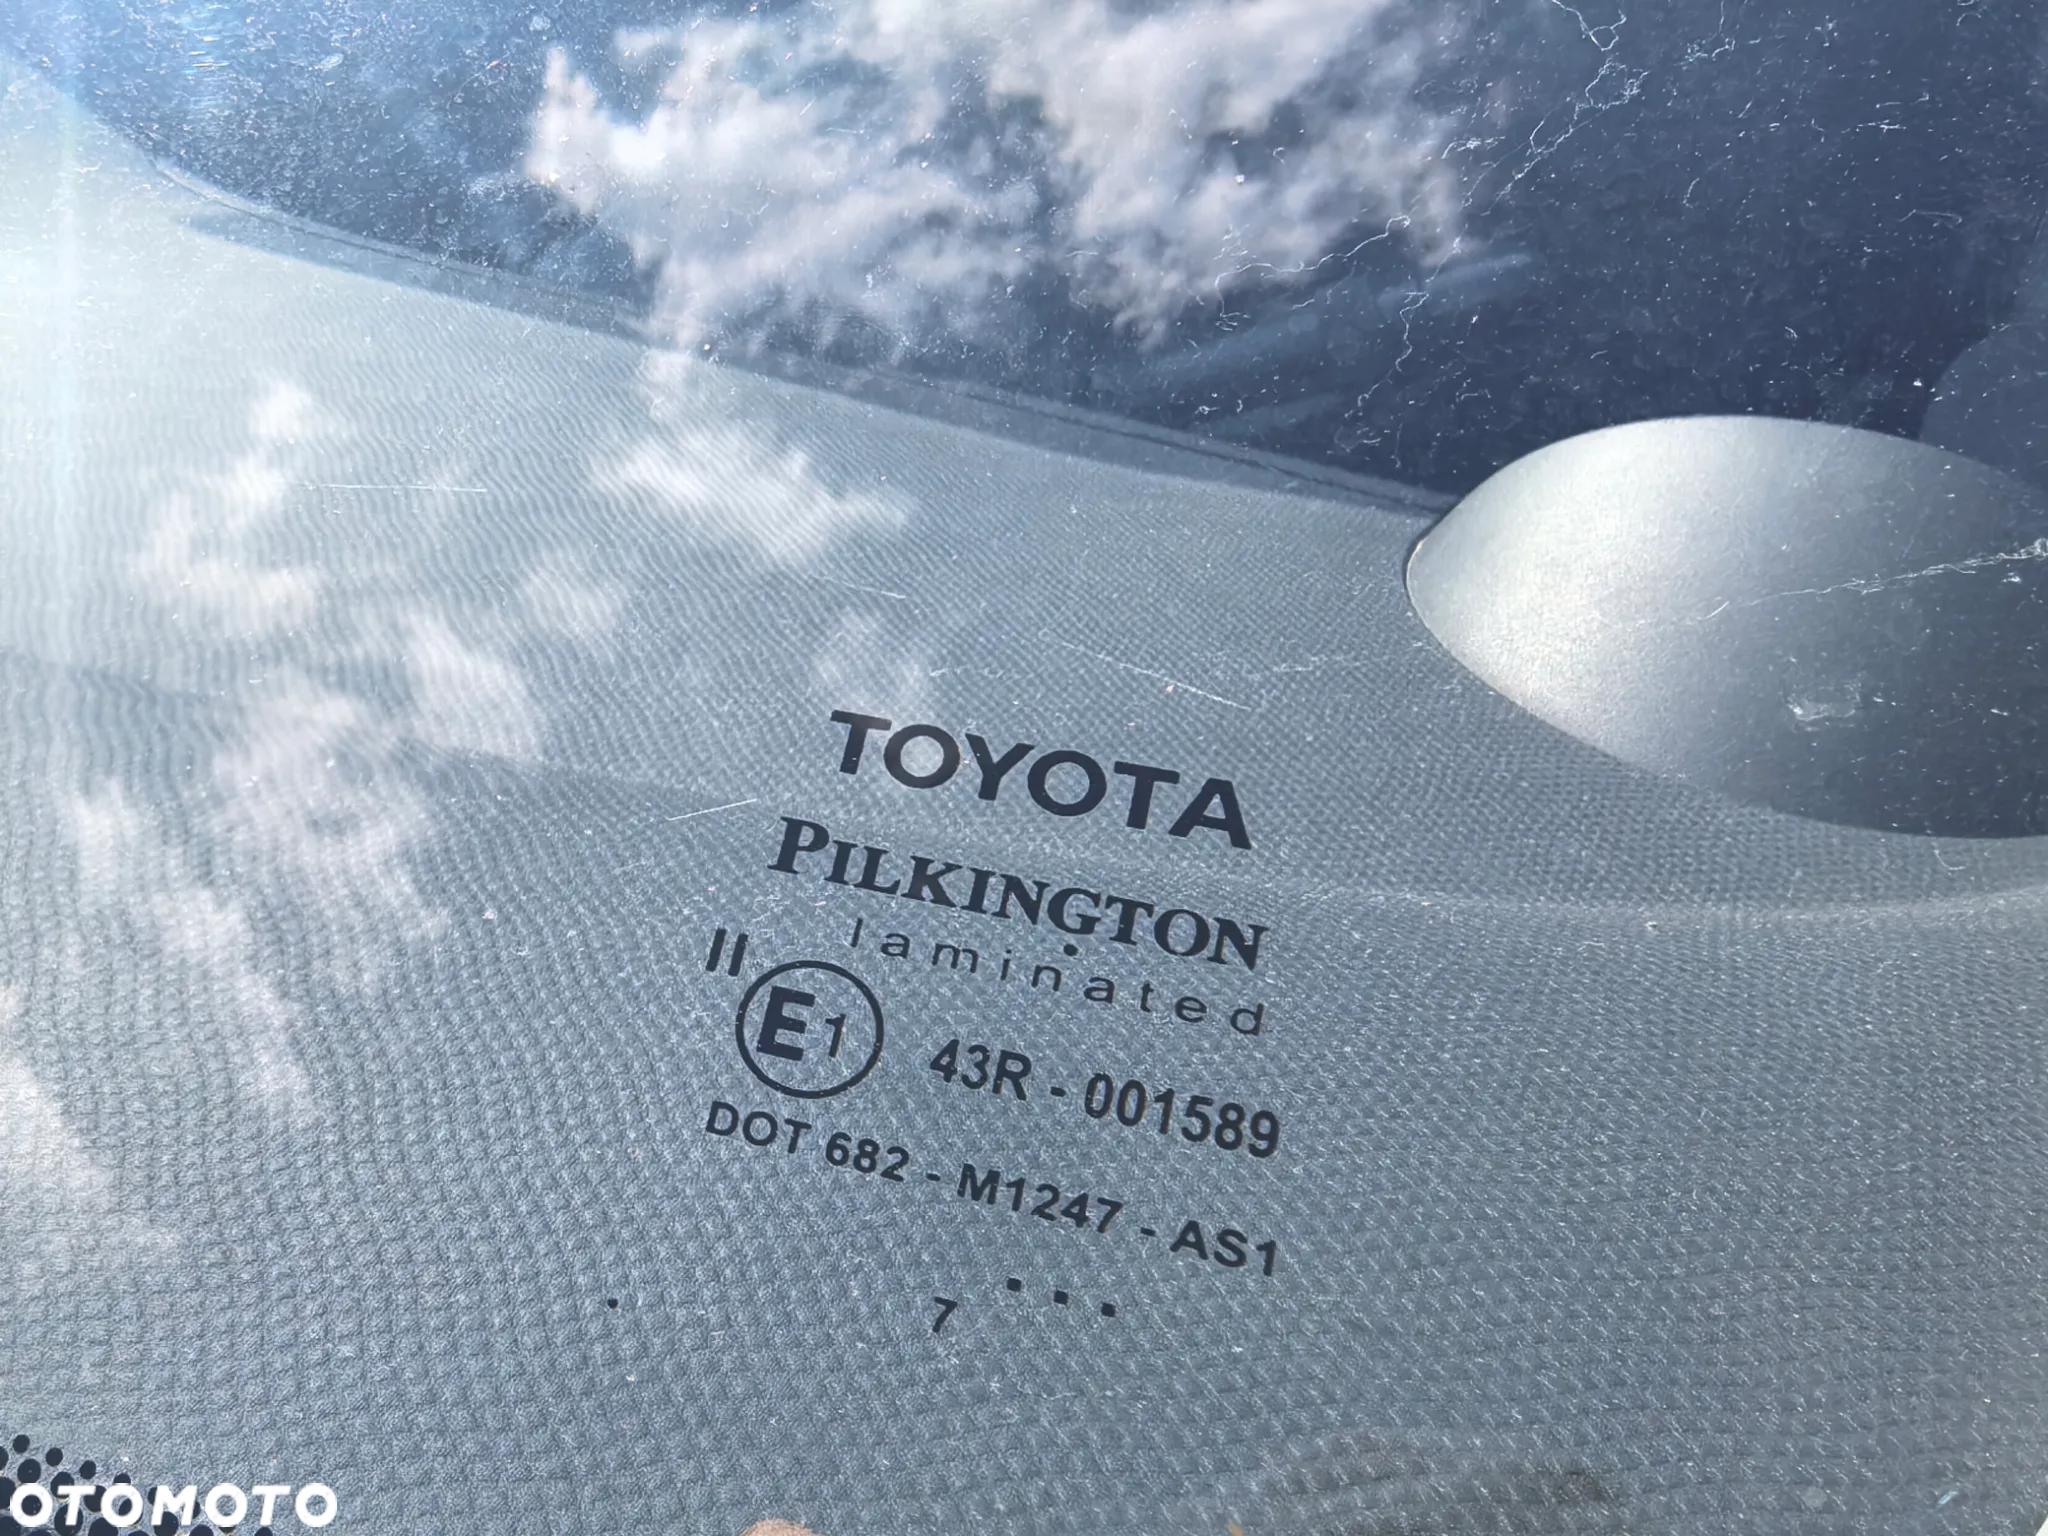 TOYOTA
PILKINGTON
laminated
II
E1 43R - 001589
DOT 682 - M1247 - AS1
. 7 ...
OTOMOTO